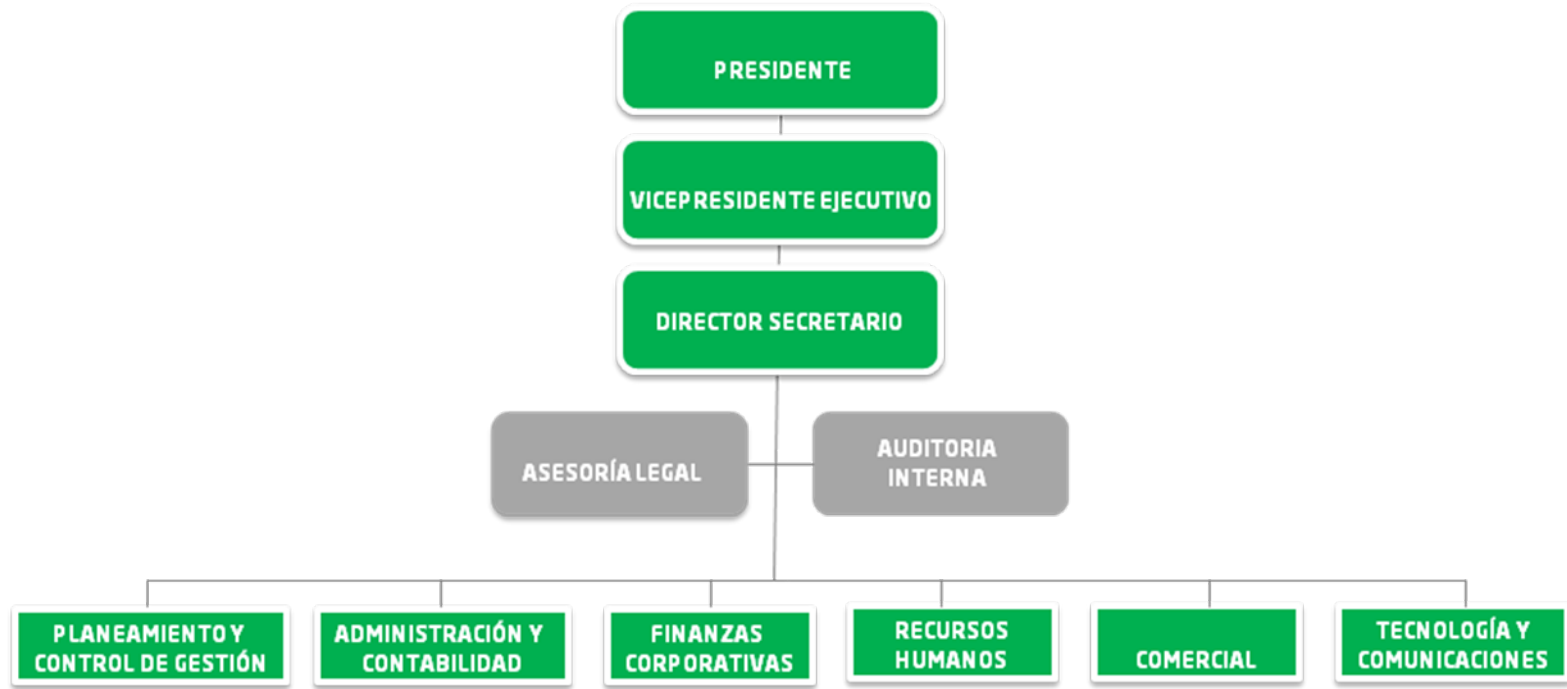 PRESIDENTE
VICEPRESIDENTE EJECUTIVO
DIRECTOR SECRETARIO
ASESORÍA LEGAL
AUDITORIA
INTERNA
PLANEAMIENTO Y
CONTROL DE GESTIÓN
ADMINISTRACIÓN Y
CONTABILIDAD
FINANZAS
CORPORATIVAS
RECURSOS
HUMANOS
COMERCIAL
TECNOLOGÍA Y
COMUNICACIONES